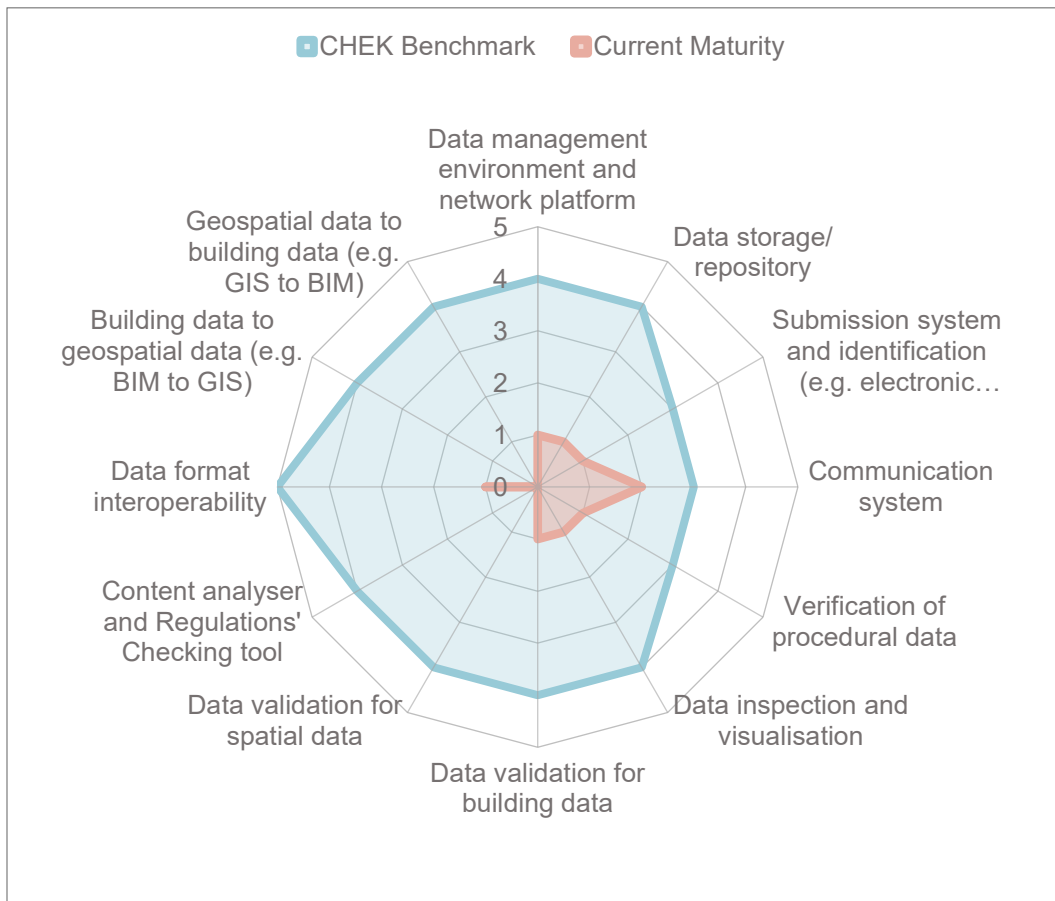 CHEK Benchmark
Current Maturity
Data management
environment and
network platform
Geospatial data to
building data (e.g.
GIS to BIM)
Data storage/
repository
Building data to
geospatial data (e.g.
BIM to GIS)
Submission system
and identification
(e.g. electronic…
Data format
interoperability
Communication
system
Content analyser
and Regulations'
Checking tool
Verification of
procedural data
Data validation for
spatial data
Data inspection and
visualisation
Data validation for
building data
5
4
3
2
1
0